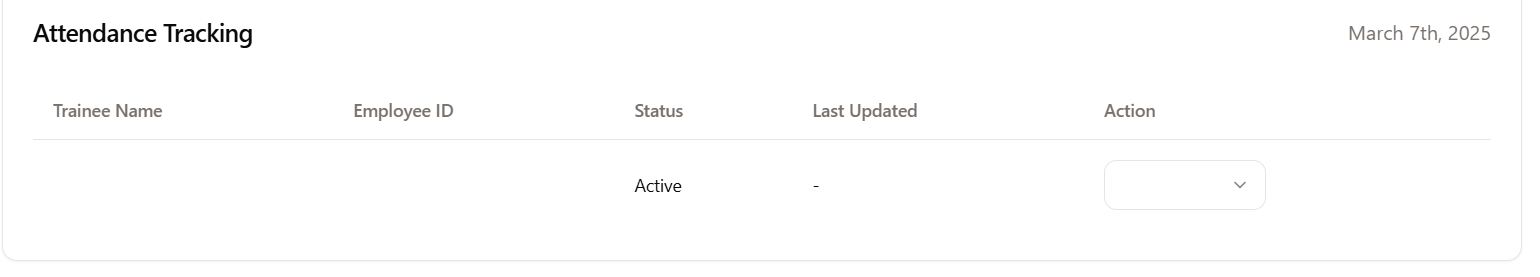 Attendance Tracking
March 7th, 2025
Trainee Name Employee ID Status Last Updated Action
Active -